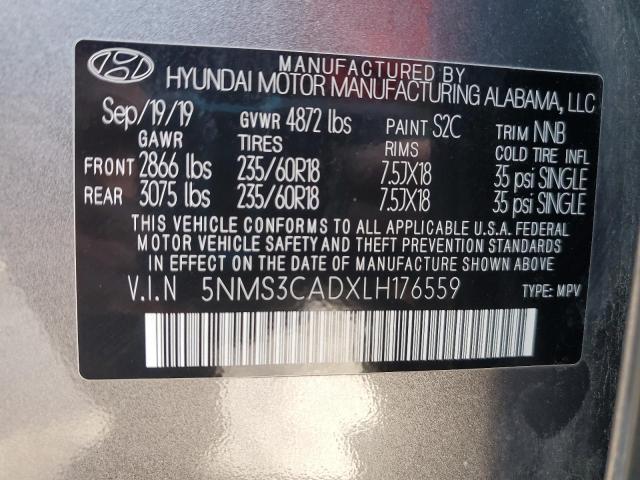 MANUFACTURED BY
HYUNDAI MOTOR MANUFACTURING ALABAMA, LLC
Sep/19/19 GVWR 4872 lbs PAINT S2C TRIM NNB
GAWR TIRES RIMS COLD TIRE INFL
FRONT 2866 lbs 235/60R18 7.5JX18 35 psi SINGLE
REAR 3075 lbs 235/60R18 7.5JX18 35 psi SINGLE
THIS VEHICLE CONFORMS TO ALL APPLICABLE U.S.A. FEDERAL
MOTOR VEHICLE SAFETY AND THEFT PREVENTION STANDARDS
IN EFFECT ON THE DATE OF MANUFACTURE SHOWN ABOVE.
V.I.N 5NMS3CADXLH176559 TYPE: MPV